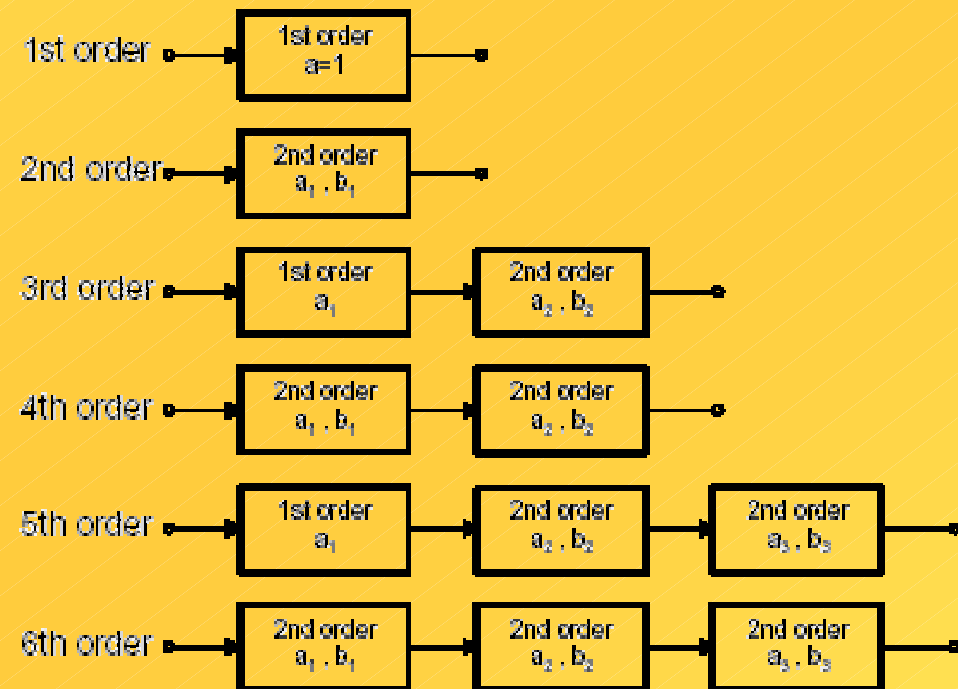 1st order
1st order
a=1
2nd order
2nd order
a₁ , b₁
3rd order
1st order
a₁
2nd order
a₂ , b₂
4th order
2nd order
a₁ , b₁
2nd order
a₂ , b₂
5th order
1st order
a₁
2nd order
a₂ , b₂
2nd order
a₃ , b₃
6th order
2nd order
a₁ , b₁
2nd order
a₂ , b₂
2nd order
a₃ , b₃